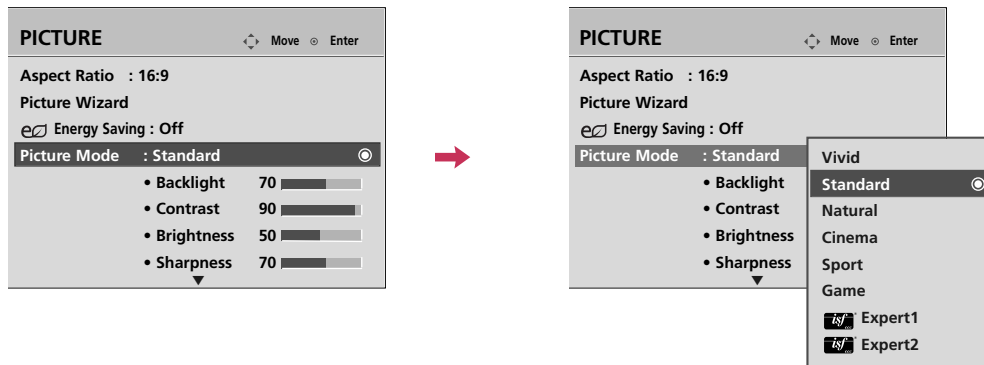 PICTURE Move Enter
Aspect Ratio : 16:9
Picture Wizard
Energy Saving : Off
Picture Mode : Standard
• Backlight 70
• Contrast 90
• Brightness 50
• Sharpness 70
PICTURE Move Enter
Aspect Ratio : 16:9
Picture Wizard
Energy Saving : Off
Picture Mode : Standard
• Backlight
• Contrast
• Brightness
• Sharpness
Vivid
Standard
Natural
Cinema
Sport
Game
isf Expert1
isf Expert2